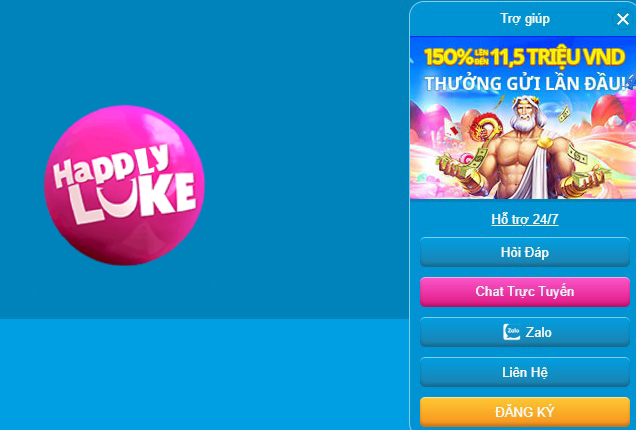 Trợ giúp
150% LÊN ĐẾN 11,5 TRIỆU VND
THƯỞNG GỬI LẦN ĐẦU!
HaPPLY
LUKE
Hỗ trợ 24/7
Hỏi Đáp
Chat Trực Tuyến
Zalo Zalo
Liên Hệ
ĐĂNG KÝ